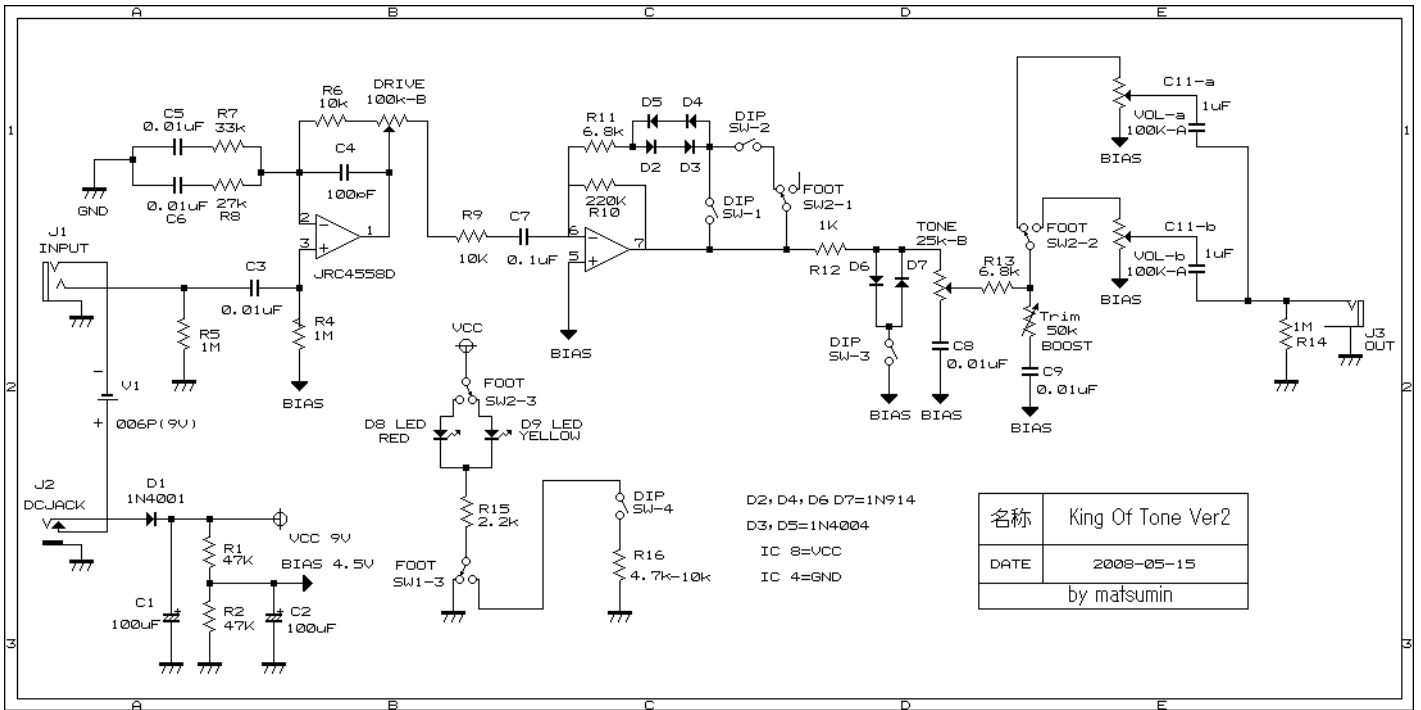 A B C D E
1
2
3
C5
0.01uF
R7
33k
0.01uF
C6
27k
R8
GND
R6
10k
DRIVE
100k-B
C4
100pF
2
3
1
JRC4558D
J1
INPUT
C3
0.01uF
R5
1M
R4
1M
BIAS
V1
006P(9V)
R9
10K
C7
0.1uF
R11
6.8k
D5 D4
D2 D3
DIP
SW-2
220K
R10
DIP
SW-1
FOOT
SW2-1
6
5
7
BIAS
1K
R12
D6
D7
DIP
SW-3
TONE
25k-B
C8
0.01uF
BIAS BIAS
R13
6.8k
FOOT
SW2-2
Trim
50k
BOOST
C9
0.01uF
BIAS
C11-a
1uF
VOL-a
100K-A
BIAS
C11-b
1uF
VOL-b
100K-A
BIAS
1M
R14
J3
OUT
VCC
FOOT
SW2-3
D8 LED
RED
D9 LED
YELLOW
R15
2.2k
FOOT
SW1-3
DIP
SW-4
R16
4.7k-10k
J2
DCJACK
D1
1N4001
VCC 9V
R1
47K
BIAS 4.5V
C1
100uF
R2
47K
C2
100uF
D2,D4,D6 D7=1N914
D3,D5=1N4004
IC 8=VCC
IC 4=GND
名称 King Of Tone Ver2
DATE 2008-05-15
by matsumin
1
2
3
A B C D E